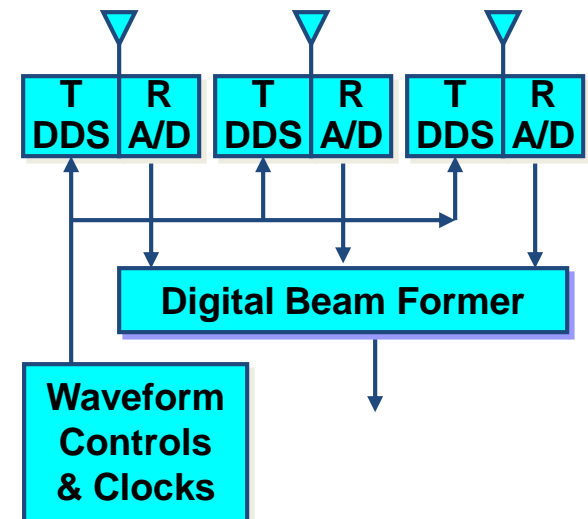 T R
DDS A/D
T R
DDS A/D
T R
DDS A/D
Digital Beam Former
Waveform
Controls
& Clocks